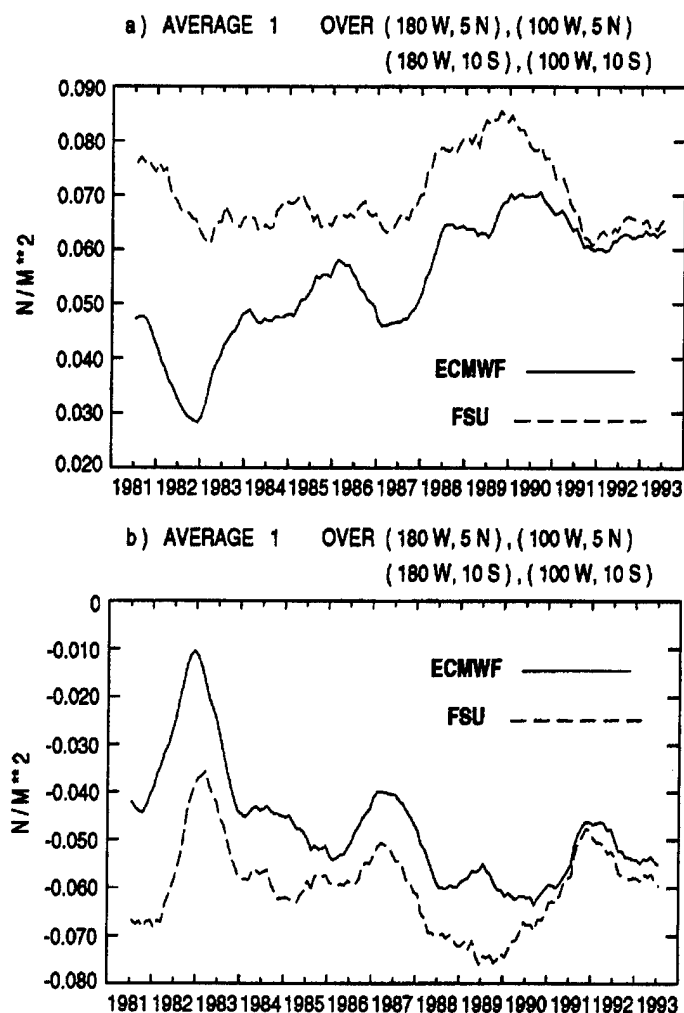 a) AVERAGE 1 OVER (180 W, 5 N), (100 W, 5 N)
(180 W, 10 S), (100 W, 10 S)
0.090
0.080
0.070
0.060
0.050
0.040
0.030
0.020
N/M**2
ECMWF
FSU
1981 1982 1983 1984 1985 1986 1987 1988 1989 1990 1991 1992 1993
b) AVERAGE 1 OVER (180 W, 5 N), (100 W, 5 N)
(180 W, 10 S), (100 W, 10 S)
0
-0.010
-0.020
-0.030
-0.040
-0.050
-0.060
-0.070
-0.080
N/M**2
ECMWF
FSU
1981 1982 1983 1984 1985 1986 1987 1988 1989 1990 1991 1992 1993